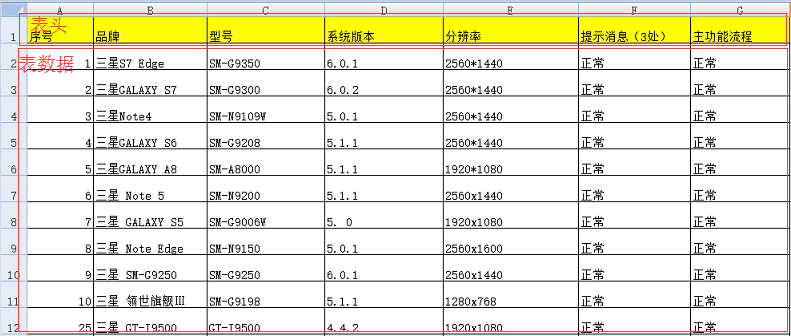 A B C D E F G
表头
1 序号 品牌 型号 系统版本 分辨率 提示消息（3处） 主功能流程
表数据
2 1 三星S7 Edge SM-G9350 6.0.1 2560*1440 正常 正常
3 2 三星GALAXY S7 SM-G9300 6.0.2 2560*1440 正常 正常
4 3 三星Note4 SM-N9109W 5.0.1 2560*1440 正常 正常
5 4 三星GALAXY S6 SM-G9208 5.1.1 2560*1440 正常 正常
6 5 三星GALAXY A8 SM-A8000 5.1.1 1920*1080 正常 正常
7 6 三星 Note 5 SM-N9200 5.1.1 2560x1440 正常 正常
8 7 三星 GALAXY S5 SM-G9006W 5. 0 1920x1080 正常 正常
9 8 三星 Note Edge SM-N9150 5.0.1 2560x1600 正常 正常
10 9 三星 SM-G9250 SM-G9250 6.0.1 2560x1440 正常 正常
11 10 三星 领世旗舰Ⅲ SM-G9198 5.1.1 1280x768 正常 正常
12 25 三星 GT-I9500 GT-I9500 4.4.2 1920x1080 正常 正常